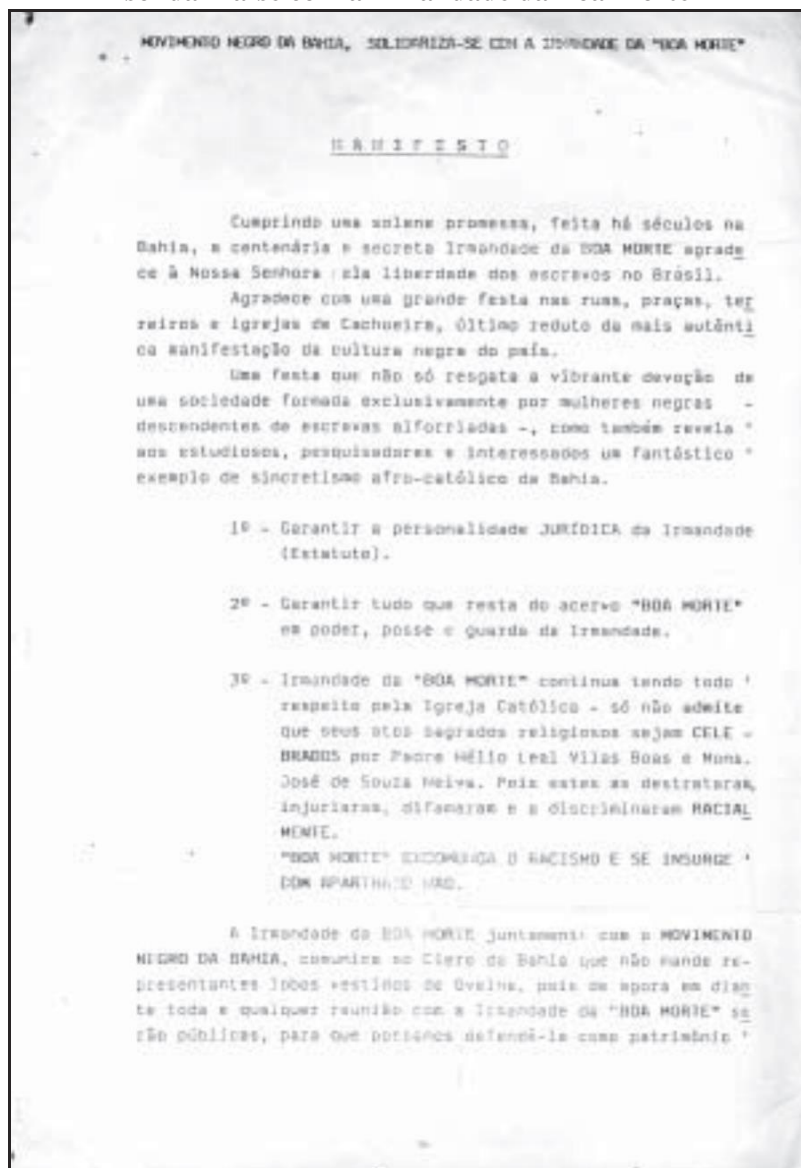 MOVIMENTO NEGRO DA BAHIA, SOLIDARIZA-SE COM A IRMANDADE DA "BOA MORTE"
M A N I F E S T O
Cumprindo uma solene promessa, feita há séculos na
Bahia, a centenária e secreta Irmandade da BOA MORTE agrade
ce à Nossa Senhora pela liberdade dos escravos no Brasil.
Agradece com uma grande festa nas ruas, praças, ter
reiros e igrejas de Cachoeira, último reduto da mais autênti
ca manifestação da cultura negra do país.
Uma festa que não só resgata a vibrante devoção de
uma sociedade formada exclusivamente por mulheres negras -
descendentes de escravas alforriadas -, como também revela '
aos estudiosos, pesquisadores e interessados um fantástico '
exemplo de sincretismo afro-católico da Bahia.
1º - Garantir a personalidade JURÍDICA da Irmandade
(Estatuto).
2º - Garantir tudo que resta do acervo "BOA MORTE"
em poder, posse e guarda da Irmandade.
3º - Irmandade da "BOA MORTE" continua tendo todo '
respeito pela Igreja Católica - só não admite
que seus atos sagrados religiosos sejam CELE -
BRADOS por Padre Hélio Leal Vilas Boas e Mons.
José de Souza Neiva. Pois estes as destrataram,
injuriaram, difamaram e a discriminaram RACIAL
MENTE.
"BOA MORTE" EXCOMUNGA O RACISMO E SE INSURGE '
COM APARTHAID NÃO.
A Irmandade da BOA MORTE juntamente com o MOVIMENTO
NEGRO DA BAHIA, comunica ao Clero da Bahia que não mande re-
presentantes lobos vestidos de Ovelha, pois de agora em dian
te toda e qualquer reunião com a Irmandade da "BOA MORTE" se
rão públicas, para que possamos defendê-la como patrimônio '